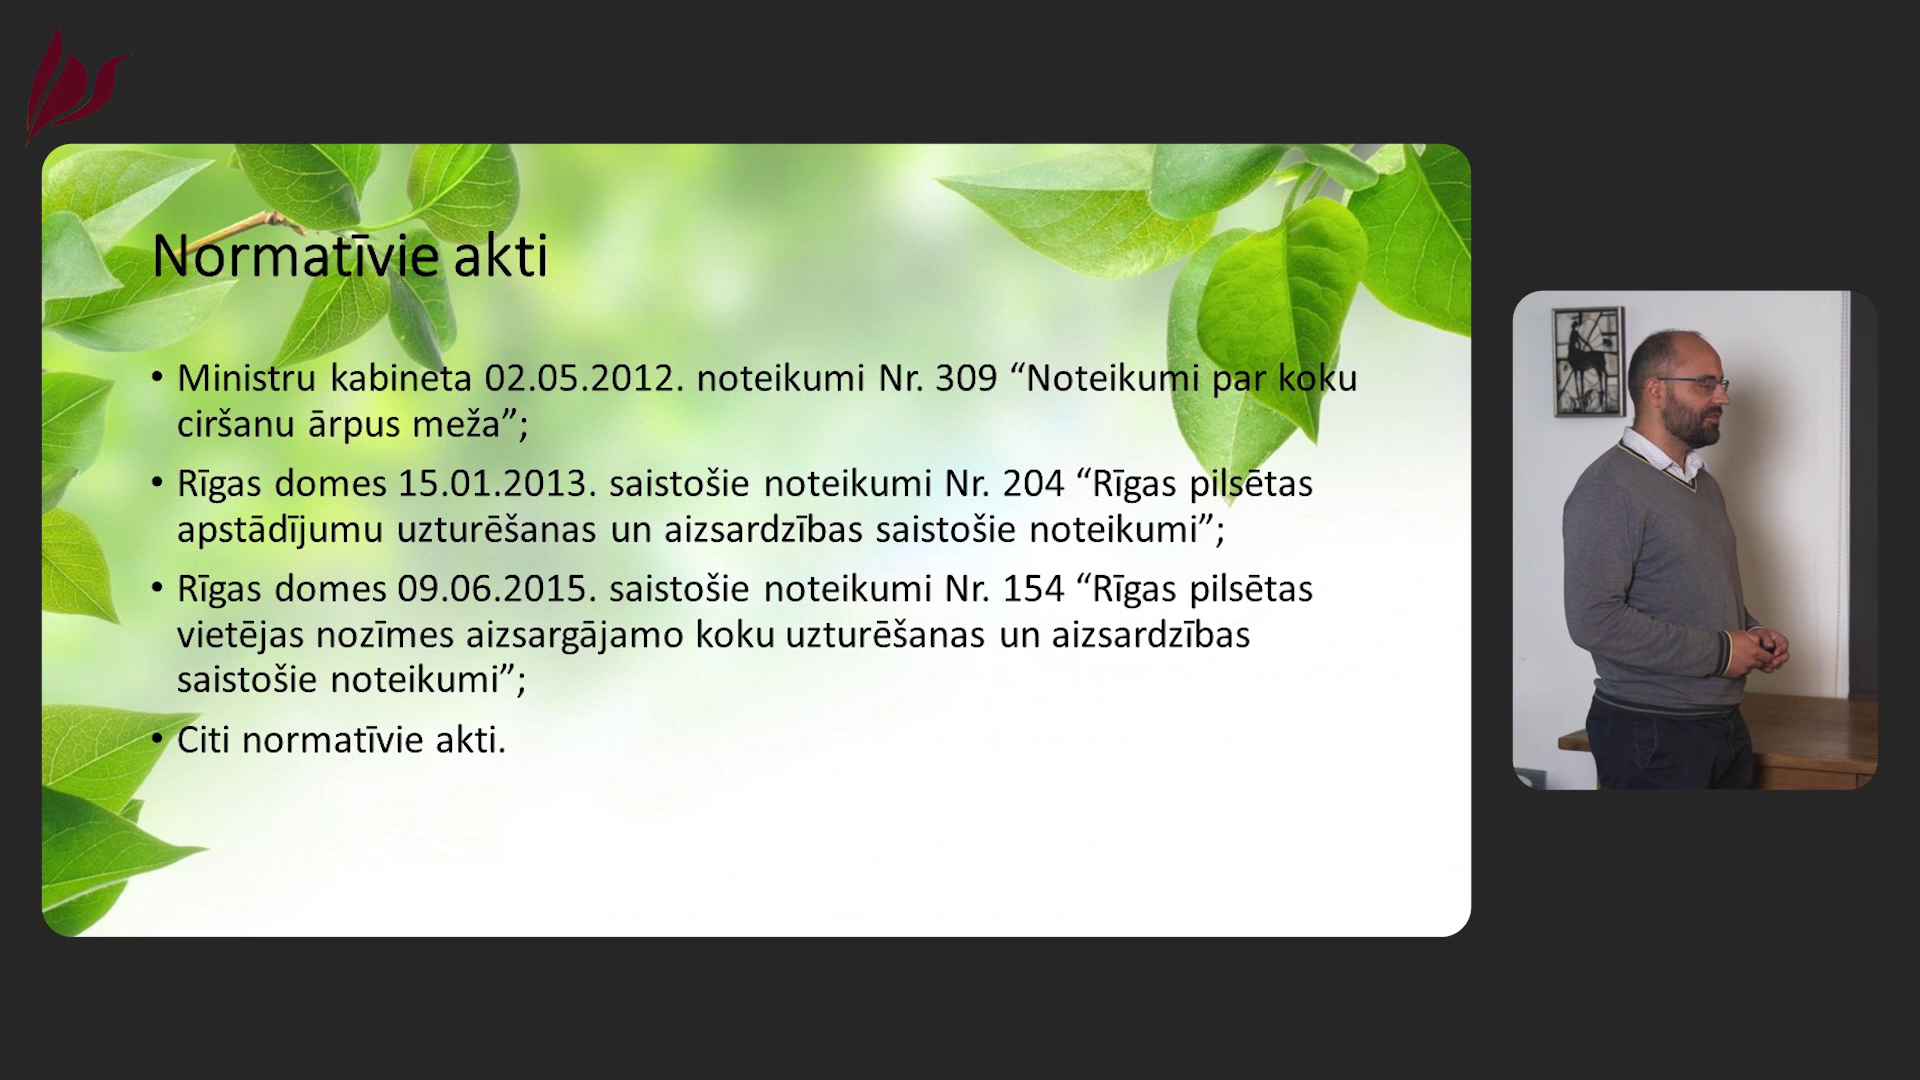 Normatīvie akti
• Ministru kabineta 02.05.2012. noteikumi Nr. 309 “Noteikumi par koku
ciršanu ārpus meža”;
• Rīgas domes 15.01.2013. saistošie noteikumi Nr. 204 “Rīgas pilsētas
apstādījumu uzturēšanas un aizsardzības saistošie noteikumi”;
• Rīgas domes 09.06.2015. saistošie noteikumi Nr. 154 “Rīgas pilsētas
vietējas nozīmes aizsargājamo koku uzturēšanas un aizsardzības
saistošie noteikumi”;
• Citi normatīvie akti.